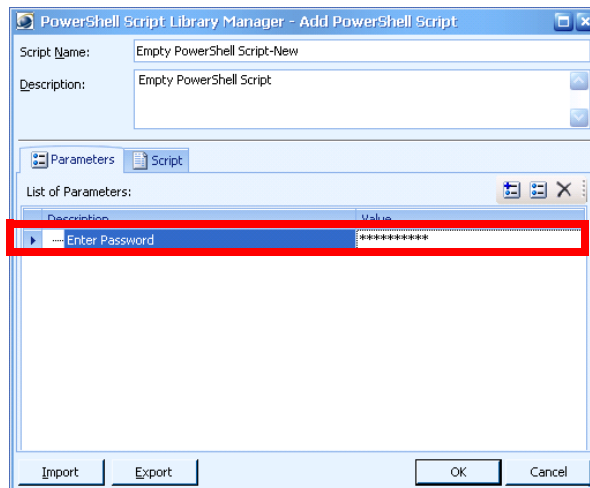 PowerShell Script Library Manager - Add PowerShell Script
Script Name: Empty PowerShell Script-New
Description: Empty PowerShell Script
Parameters Script
List of Parameters:
Description Value
Enter Password **********
Import Export OK Cancel